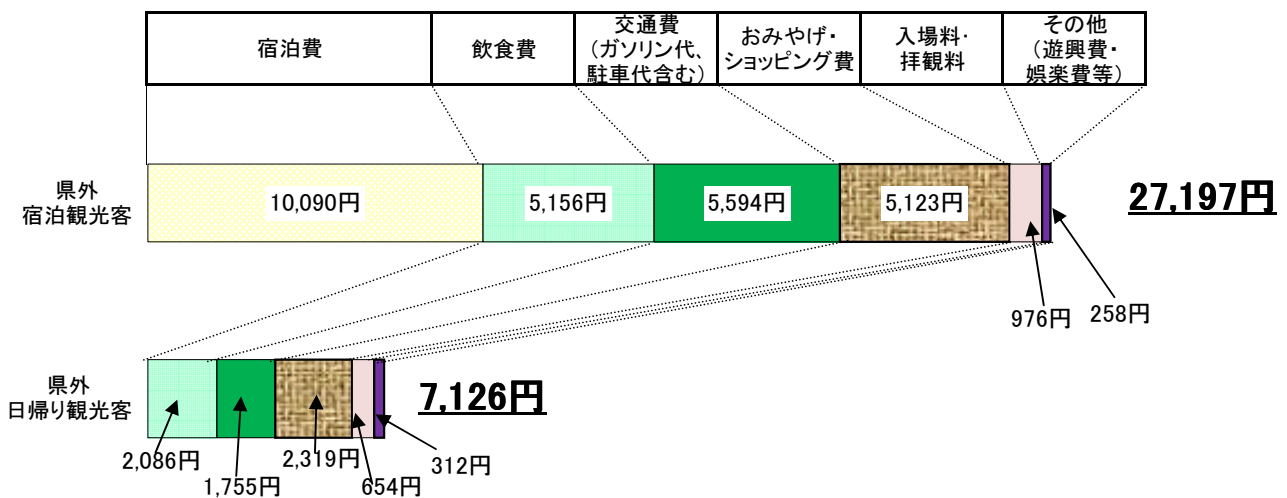 宿泊費
飲食費
交通費
（ガソリン代、
駐車代含む）
おみやげ・
ショッピング費
入場料・
拝観料
その他
（遊興費・
娯楽費等）
県外
宿泊観光客
10,090円
5,156円
5,594円
5,123円
27,197円
976円
258円
県外
日帰り観光客
7,126円
2,086円
1,755円
2,319円
654円
312円